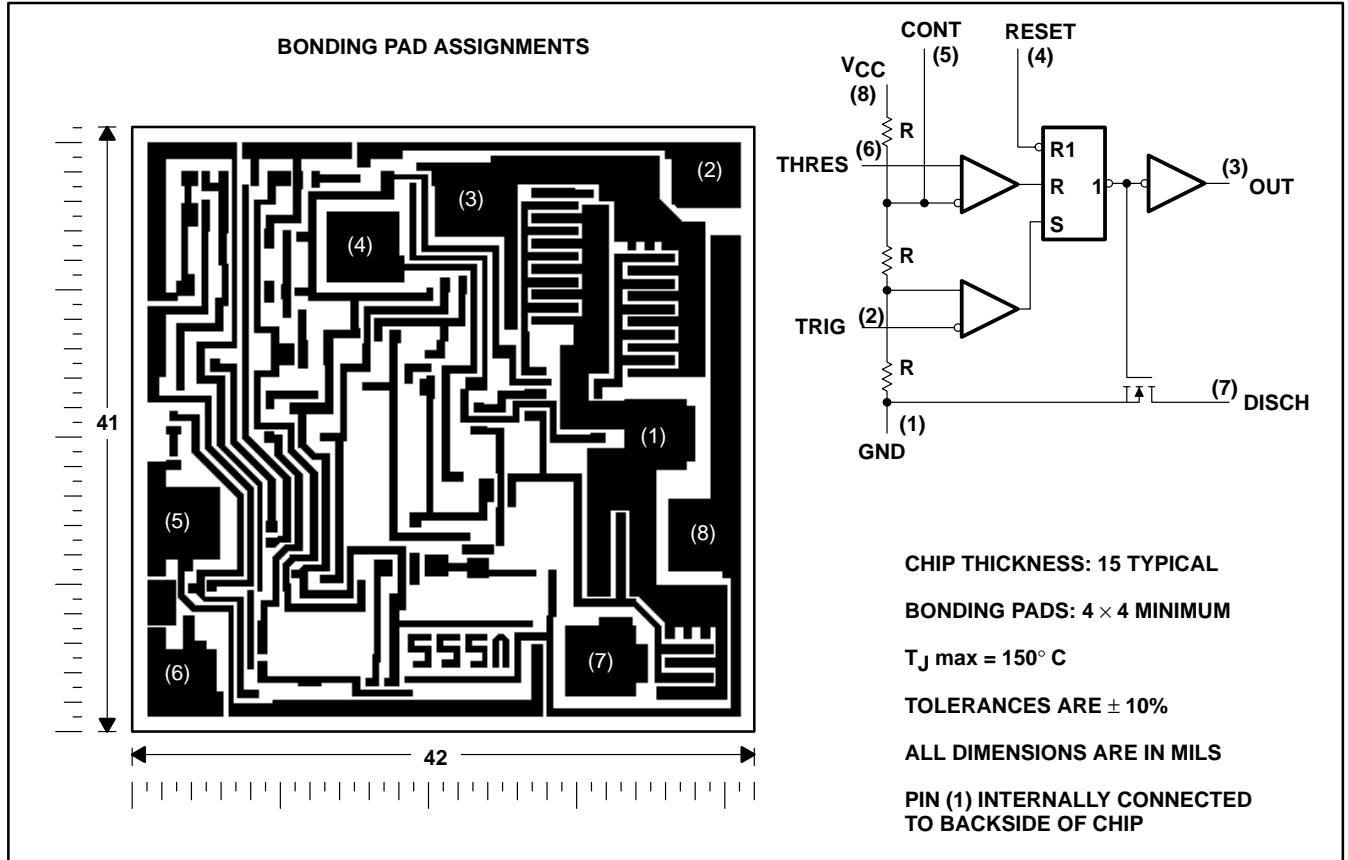 BONDING PAD ASSIGNMENTS
(2)
(3)
(4)
(1)
(5)
(8)
(6)
(7)
41
42
555N
CONT
(5)
RESET
(4)
VCC
(8)
R
THRES
(6)
R1
R
S
1
(3)
OUT
R
TRIG
(2)
R
(7)
DISCH
(1)
GND
CHIP THICKNESS: 15 TYPICAL
BONDING PADS: 4 × 4 MINIMUM
TJ max = 150° C
TOLERANCES ARE ± 10%
ALL DIMENSIONS ARE IN MILS
PIN (1) INTERNALLY CONNECTED
TO BACKSIDE OF CHIP